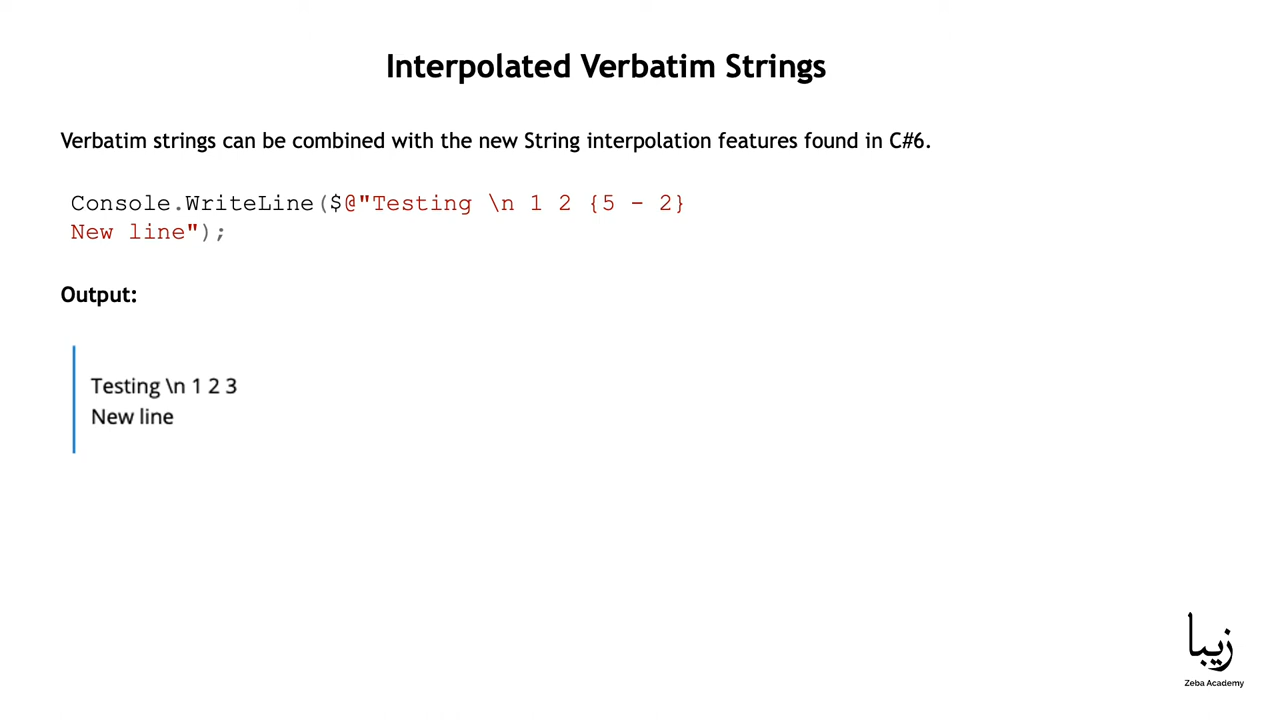 Interpolated Verbatim Strings
Verbatim strings can be combined with the new String interpolation features found in C#6.
Console.WriteLine($@"Testing \n 1 2 {5 - 2}
New line");
Output:
Testing \n 1 2 3
New line
زيبا
Zeba Academy